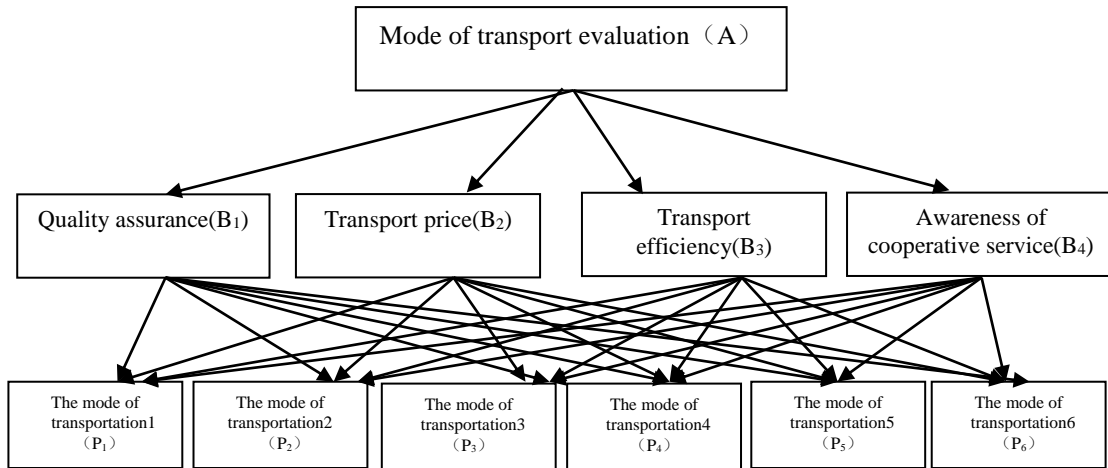 Mode of transport evaluation（A）
Quality assurance(B₁)
Transport price(B₂)
Transport
efficiency(B₃)
Awareness of
cooperative service(B₄)
The mode of
transportation1
（P₁）
The mode of
transportation2
（P₂）
The mode of
transportation3
（P₃）
The mode of
transportation4
（P₄）
The mode of
transportation5
（P₅）
The mode of
transportation6
（P₆）